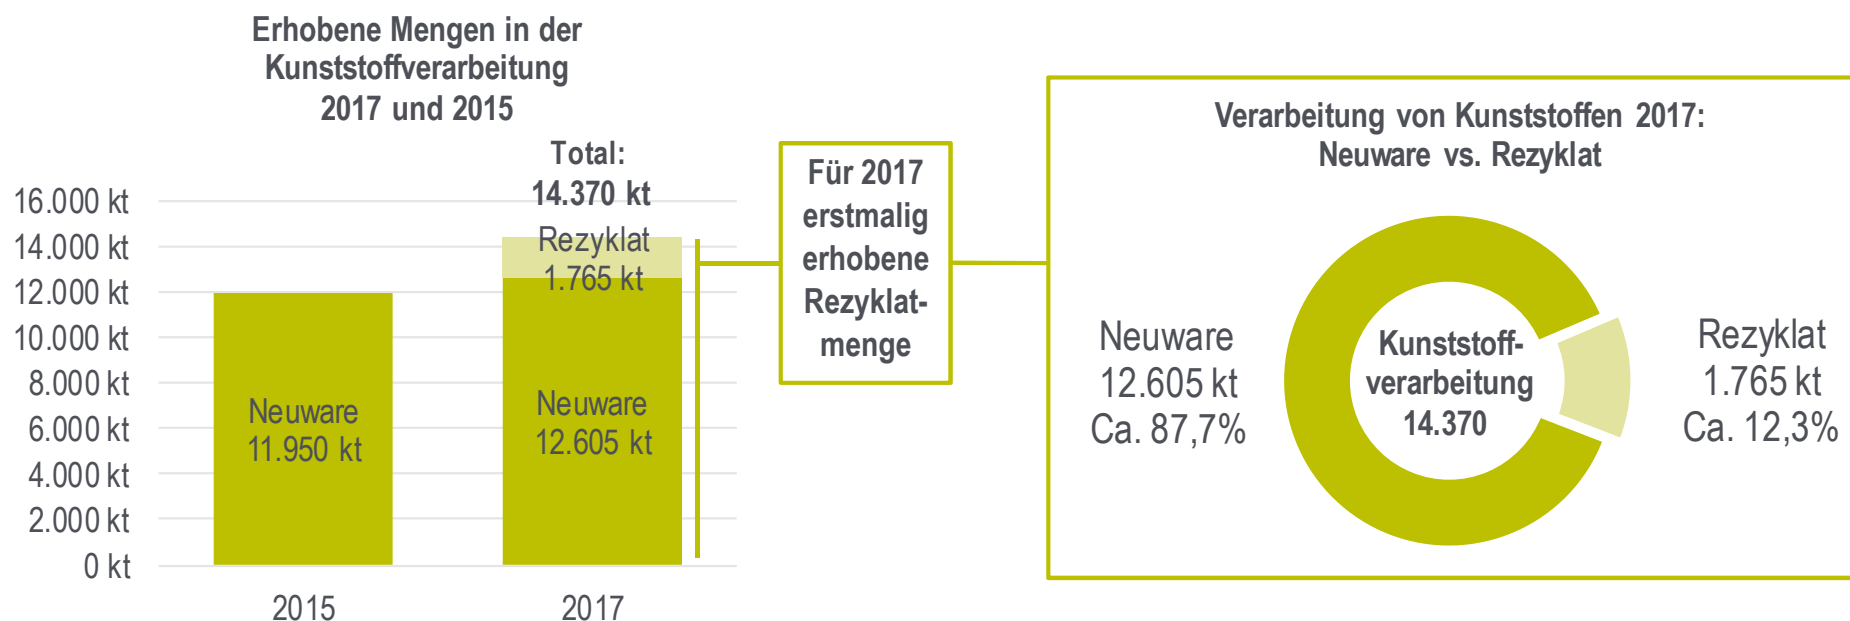 Erhobene Mengen in der
Kunststoffverarbeitung
2017 und 2015
Total:
14.370 kt
16.000 kt
14.000 kt
12.000 kt
10.000 kt
8.000 kt
6.000 kt
4.000 kt
2.000 kt
0 kt
Rezyklat
1.765 kt
Neuware
11.950 kt
Neuware
12.605 kt
2015
2017
Für 2017
erstmalig
erhobene
Rezyklat-
menge
Verarbeitung von Kunststoffen 2017:
Neuware vs. Rezyklat
Neuware
12.605 kt
Ca. 87,7%
Kunststoff-
verarbeitung
14.370
Rezyklat
1.765 kt
Ca. 12,3%